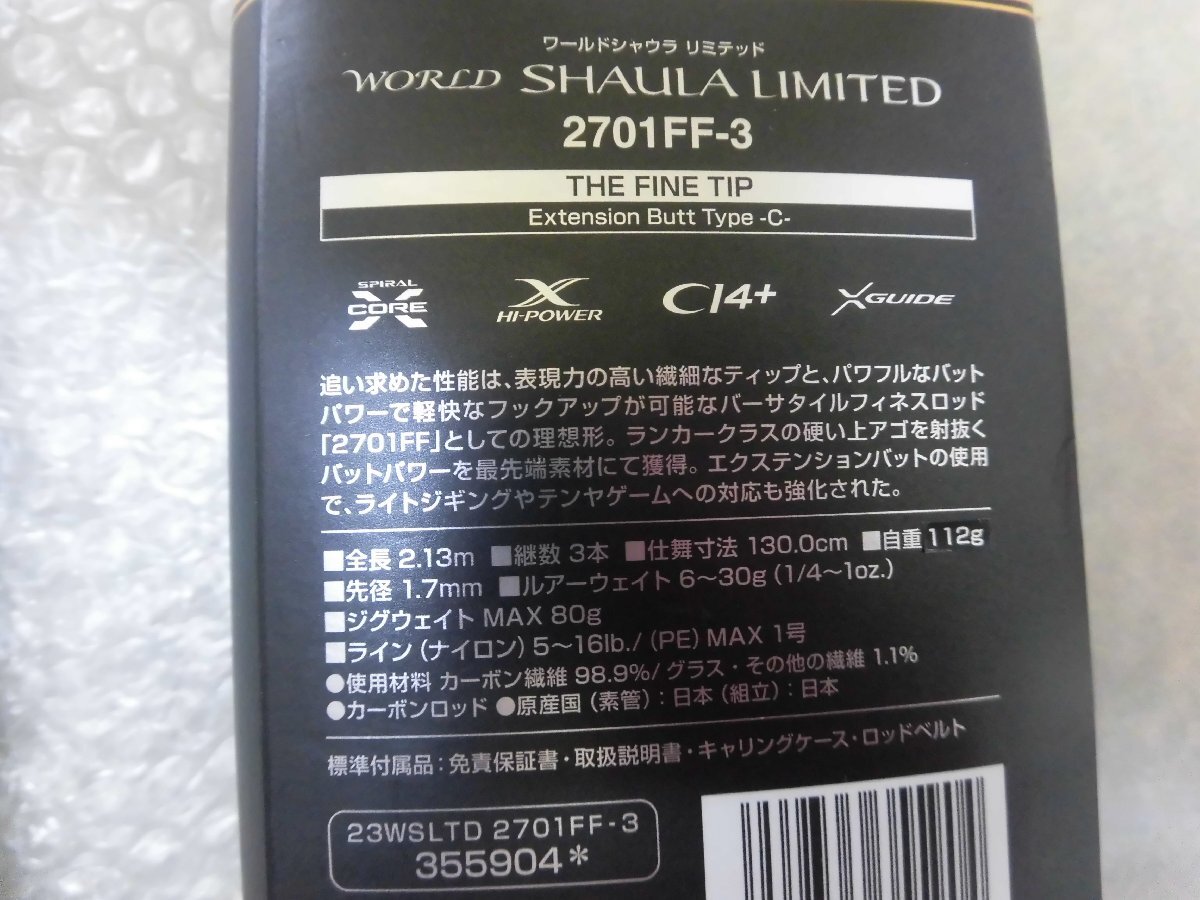 ワールドシャウラ リミテッド
WORLD SHAULA LIMITED
2701FF-3
THE FINE TIP
Extension Butt Type -C-
SPIRAL X CORE
X HI-POWER
CI4+
XGUIDE
追い求めた性能は、表現力の高い繊細なティップと、パワフルなバット
パワーで軽快なフックアップが可能なバーサタイルフィネスロッド
「2701FF」としての理想形。ランカークラスの硬い上アゴを射抜く
バットパワーを最先端素材にて獲得。エクステンションバットの使用
で、ライトジギングやテンヤゲームへの対応も強化された。
■全長 2.13m ■継数 3本 ■仕舞寸法 130.0cm ■自重 112g
■先径 1.7mm ■ルアーウェイト 6～30g(1/4～1oz.)
■ジグウェイト MAX 80g
■ライン(ナイロン)5～16lb./(PE)MAX 1号
●使用材料 カーボン繊維 98.9%/グラス・その他の繊維 1.1%
●カーボンロッド ●原産国(素管):日本(組立):日本
標準付属品:免責保証書・取扱説明書・キャリングケース・ロッドベルト
23WSLTD 2701FF-3
355904*